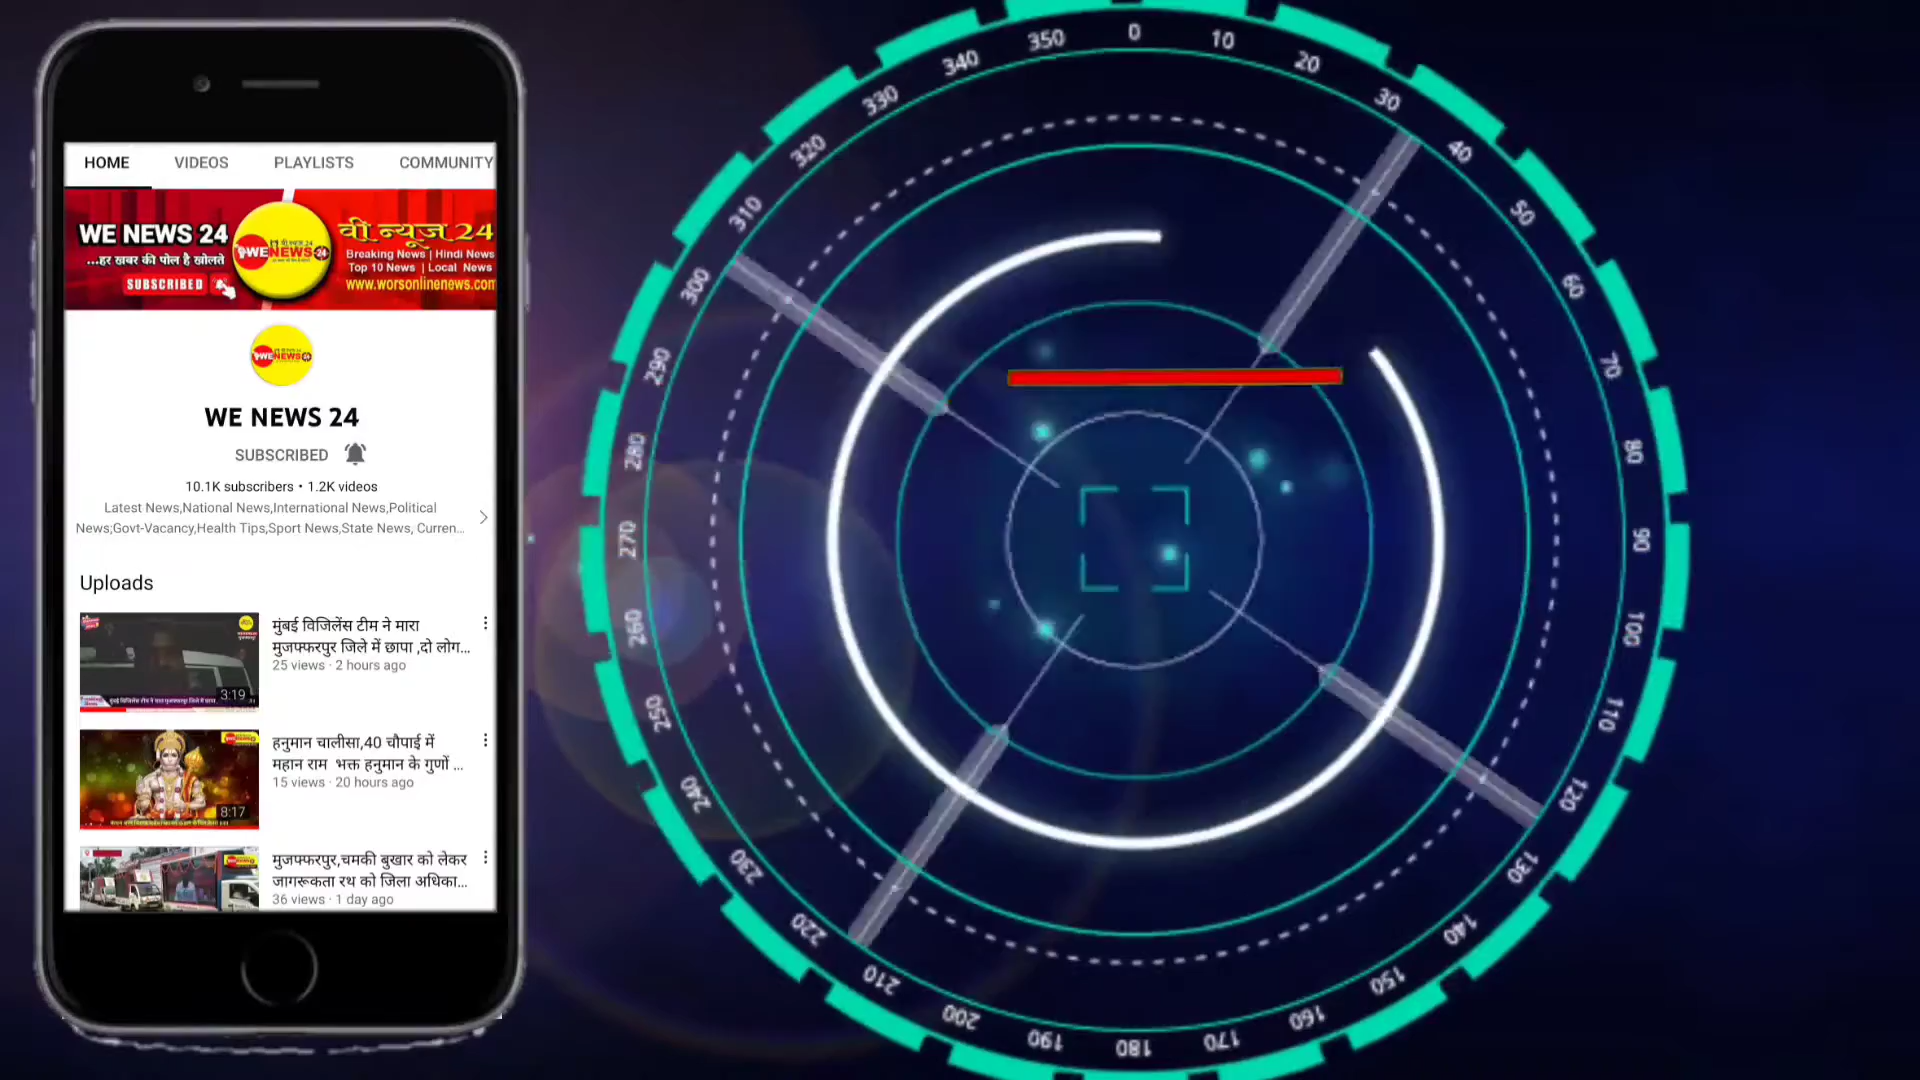 HOME VIDEOS PLAYLISTS COMMUNITY
WE NEWS 24
...हर खबर की पोल है खोलते
SUBSCRIBED
WE NEWS 24
वी न्यूज 24
Breaking News | Hindi News
Top 10 News | Local News
www.worsonlinenews.com
WE NEWS 24
WE NEWS 24
SUBSCRIBED
10.1K subscribers • 1.2K videos
Latest News,National News,International News,Political
News;Govt-Vacancy,Health Tips,Sport News,State News, Curren...
Uploads
मुंबई विजिलेंस टीम ने मारा
मुजफ्फरपुर जिले में छापा ,दो लोग...
25 views · 2 hours ago
3:19
हनुमान चालीसा,40 चौपाई में
महान राम भक्त हनुमान के गुणों ...
15 views · 20 hours ago
8:17
मुजफ्फरपुर,चमकी बुखार को लेकर
जागरूकता रथ को जिला अधिका...
36 views · 1 day ago
0
10
20
30
40
50
60
70
80
90
100
110
120
130
140
150
160
170
180
190
200
210
220
230
240
250
260
270
280
290
300
310
320
330
340
350